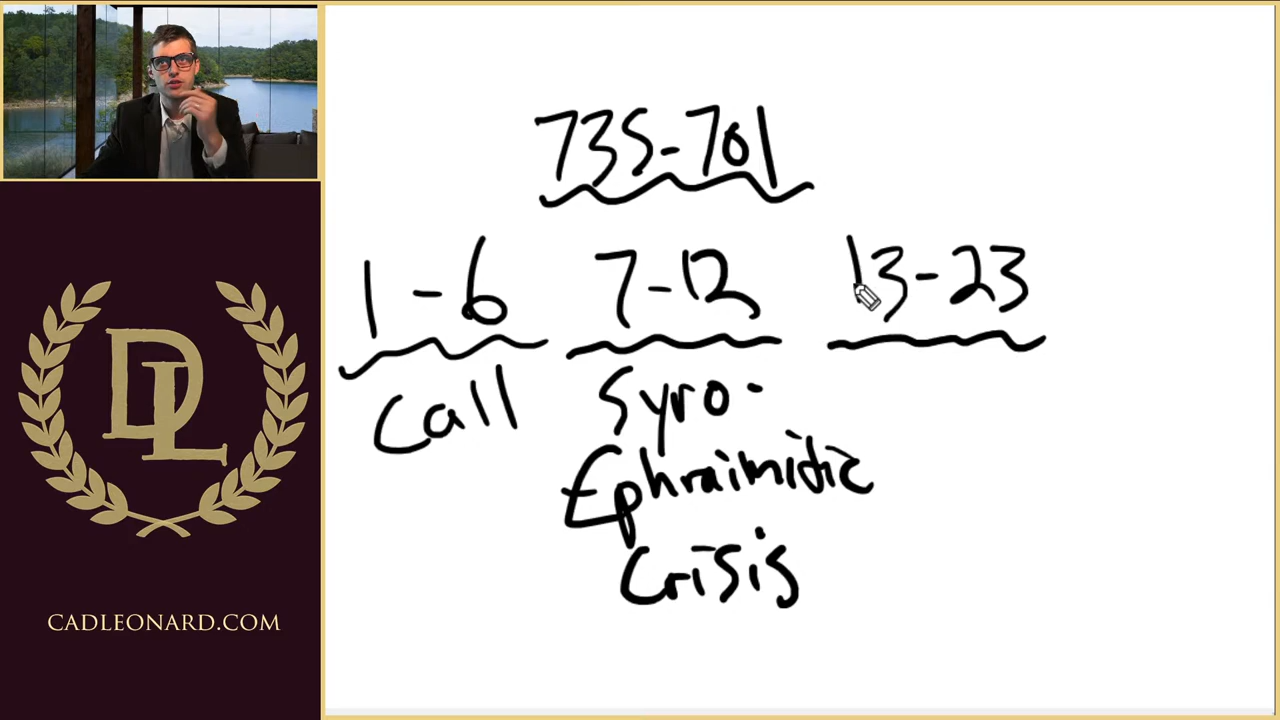 735-701
1-6 7-12 13-23
Call Syro-
Ephraimitic
Crisis
DL
CADLEONARD.COM